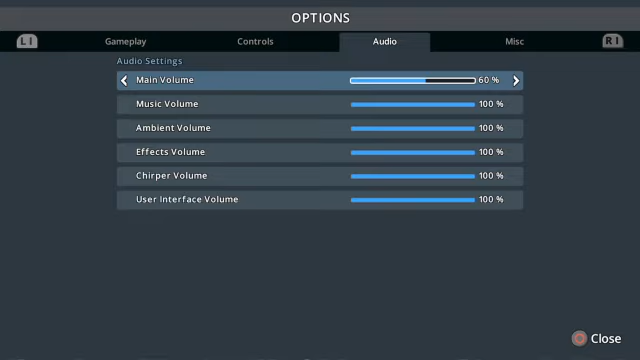 OPTIONS
L1 Gameplay Controls Audio Misc R1
Audio Settings
Main Volume 60 %
Music Volume 100 %
Ambient Volume 100 %
Effects Volume 100 %
Chirper Volume 100 %
User Interface Volume 100 %
Close